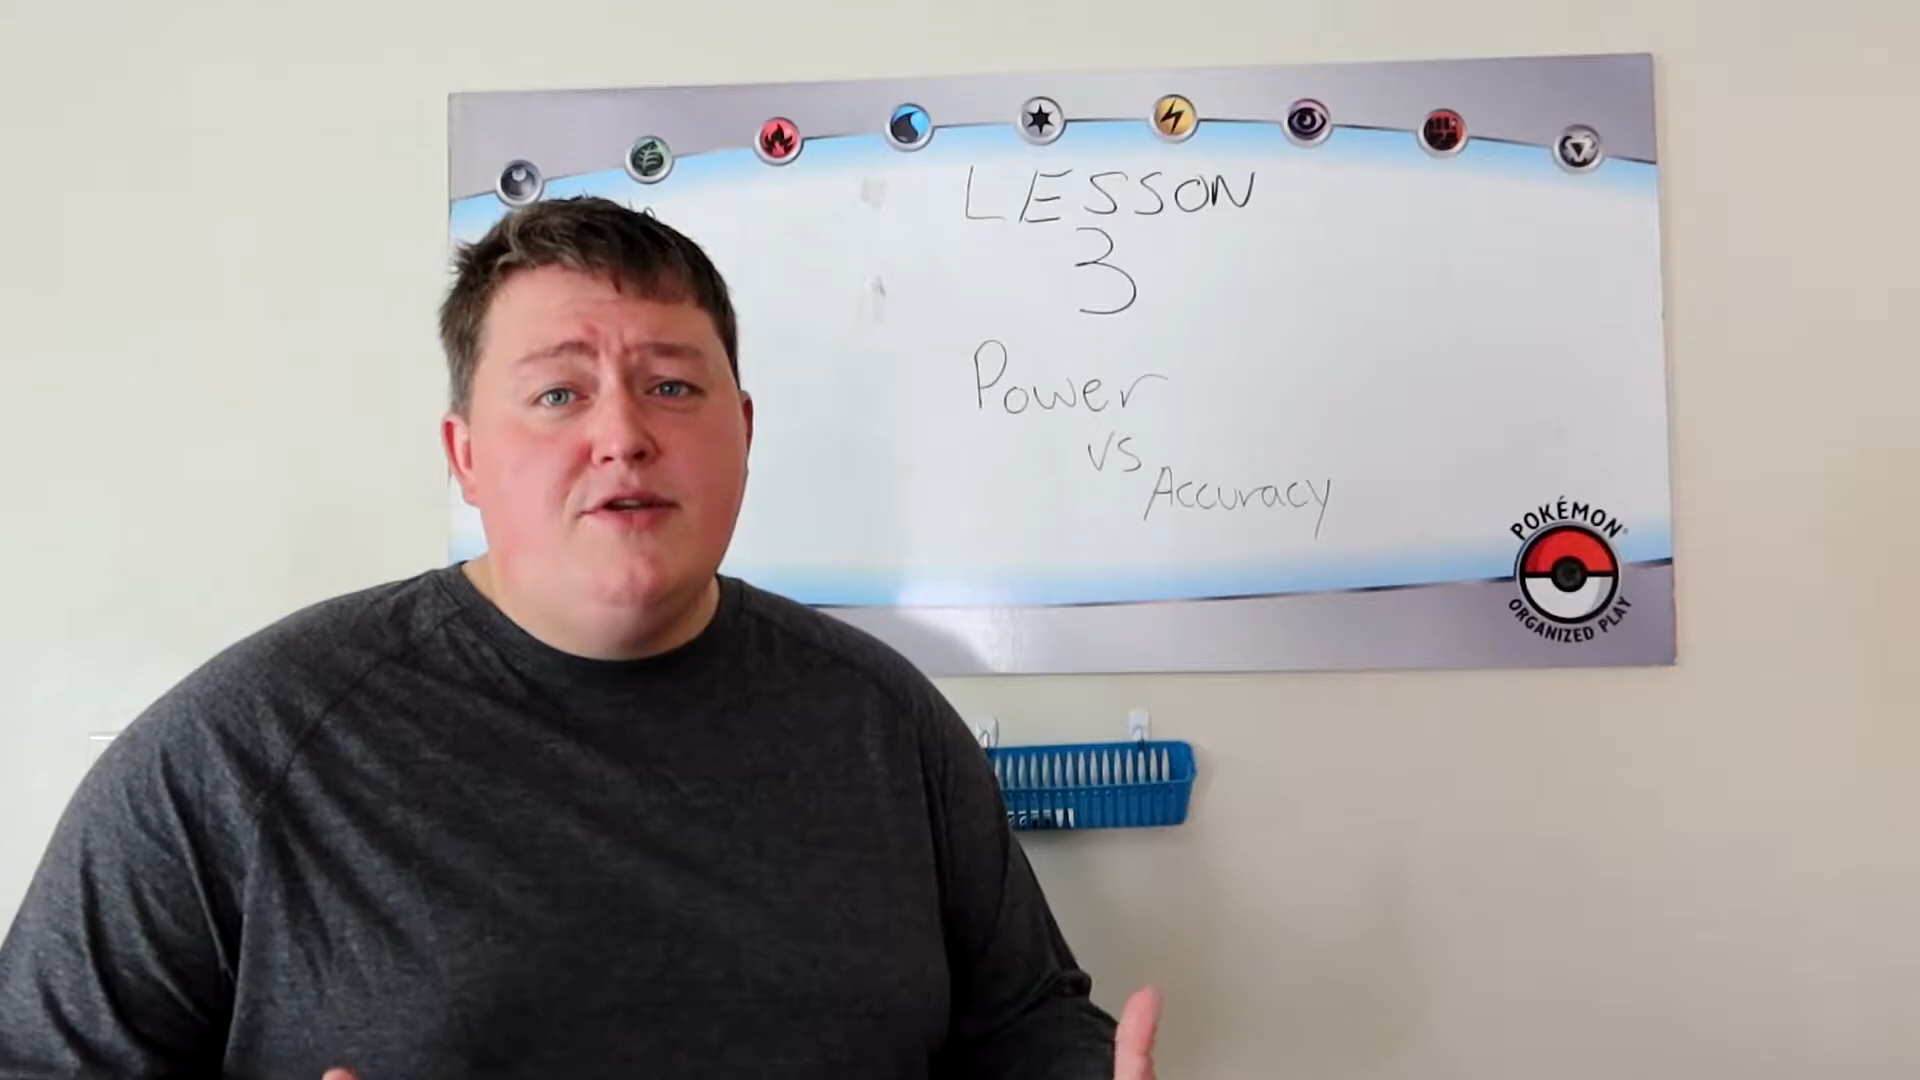 LESSON
3
Power
vs
Accuracy
POKÉMON
ORGANIZED PLAY